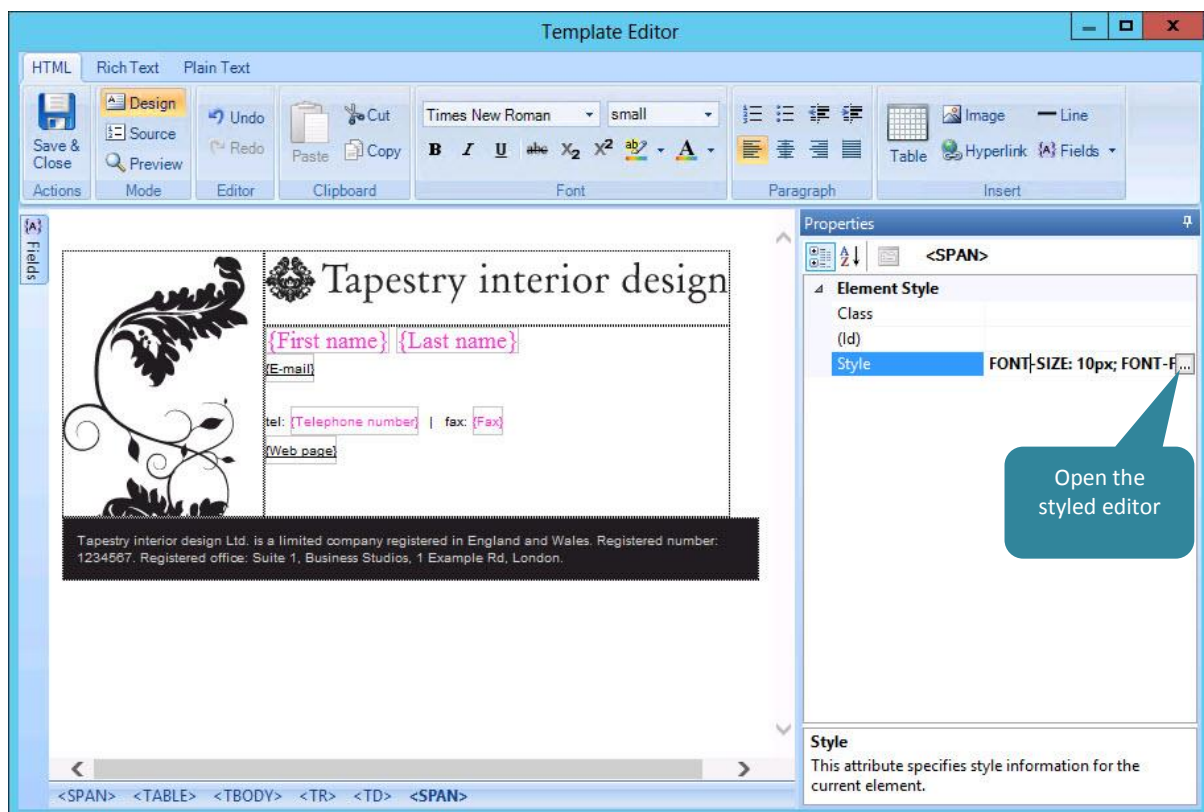 Template Editor
HTML Rich Text Plain Text
Save & Close
Design
Source
Preview
Actions
Mode
Undo
Redo
Editor
Paste
Cut
Copy
Clipboard
Times New Roman small
B I U abc X2 X2 ab A
Font
Paragraph
Table
Image Line
Hyperlink {A} Fields
Insert
{A} Fields
Tapestry interior design
{First name} {Last name}
{E-mail}
tel: {Telephone number} | fax: {Fax}
{Web page}
Tapestry interior design Ltd. is a limited company registered in England and Wales. Registered number:
1234567. Registered office: Suite 1, Business Studios, 1 Example Rd, London.
<SPAN> <TABLE> <TBODY> <TR> <TD> <SPAN>
Properties
<SPAN>
Element Style
Class
(Id)
Style FONT-SIZE: 10px; FONT-F...
Open the
styled editor
Style
This attribute specifies style information for the
current element.